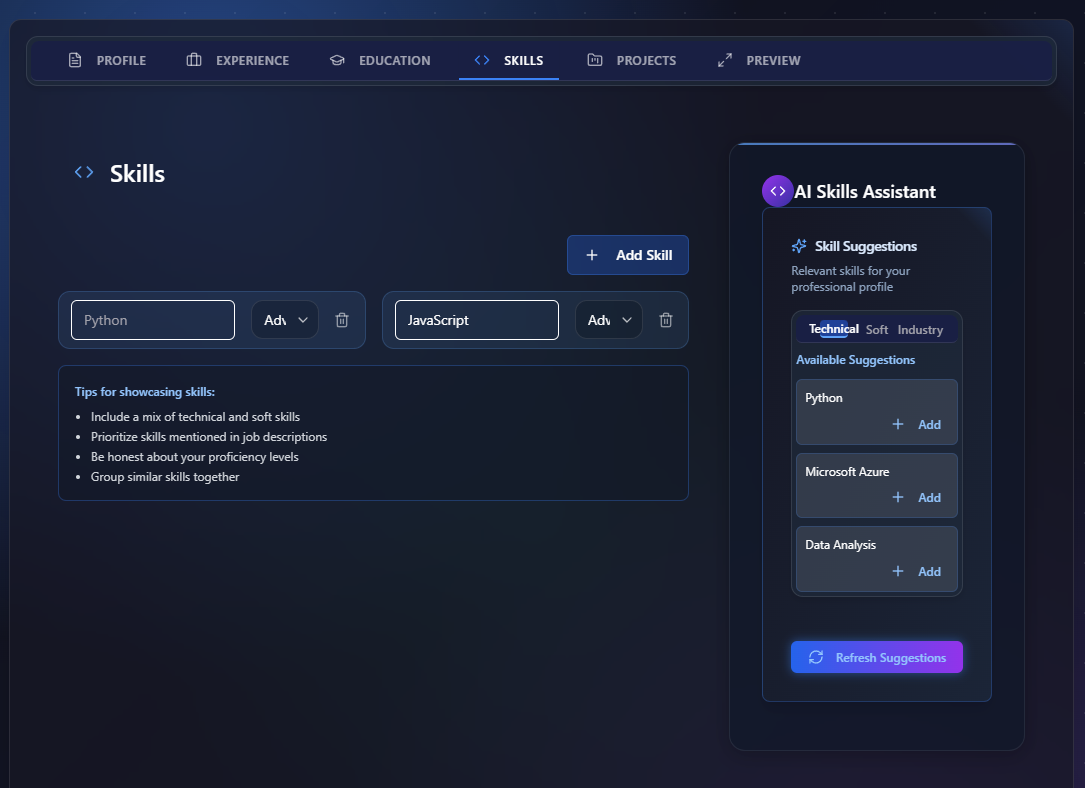 PROFILE EXPERIENCE EDUCATION SKILLS PROJECTS PREVIEW
Skills
Add Skill
Python Adv JavaScript Adv
Tips for showcasing skills:
Include a mix of technical and soft skills
Prioritize skills mentioned in job descriptions
Be honest about your proficiency levels
Group similar skills together
AI Skills Assistant
Skill Suggestions
Relevant skills for your
professional profile
Technical Soft Industry
Available Suggestions
Python
Add
Microsoft Azure
Add
Data Analysis
Add
Refresh Suggestions